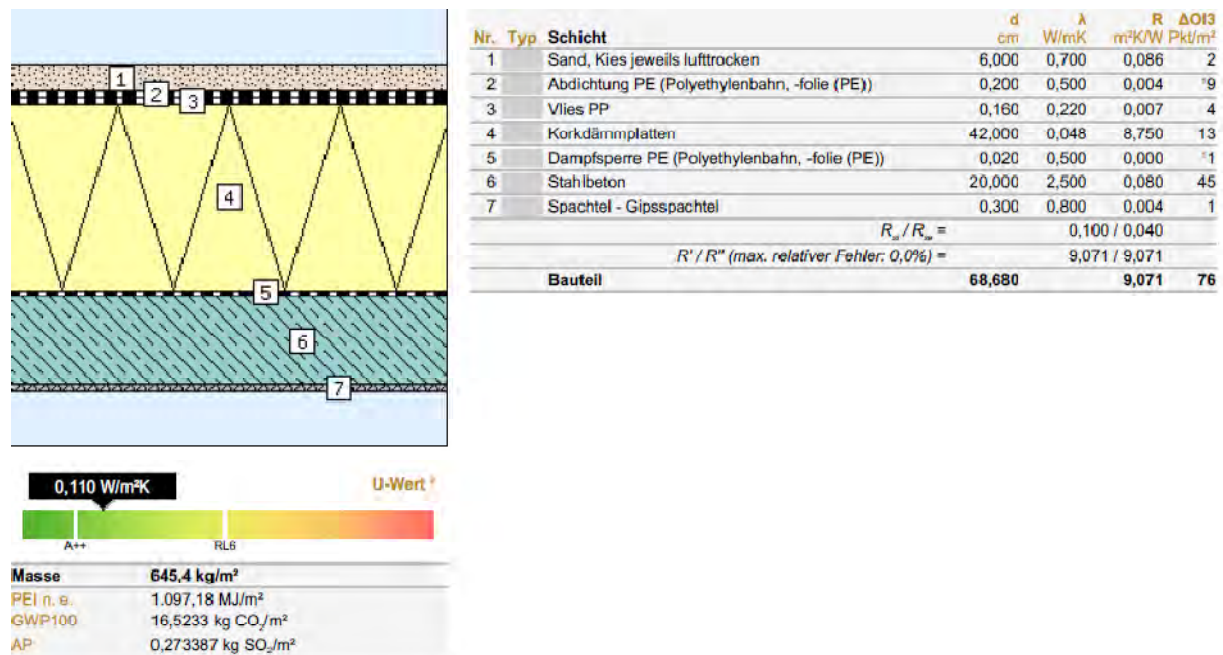 1
2
3
4
5
6
7
d λ R ΔOI3
Nr. Typ Schicht cm W/mK m²K/W Pkt/m²
1 Sand, Kies jeweils lufttrocken 6,000 0,700 0,086 2
2 Abdichtung PE (Polyethylenbahn, -folie (PE)) 0,200 0,500 0,004 °9
3 Vlies PP 0,160 0,220 0,007 4
4 Korkdämmplatten 42,000 0,048 8,750 13
5 Dampfsperre PE (Polyethylenbahn, -folie (PE)) 0,020 0,500 0,000 °1
6 Stahlbeton 20,000 2,500 0,080 45
7 Spachtel - Gipsspachtel 0,300 0,800 0,004 1
= 0,100 / 0,040
R' / R" (max. relativer Fehler: 0,0%) = 9,071 / 9,071
Bauteil 68,680 9,071 76
0,110 W/m²K U-Wert
A++ RL6
Masse 645,4 kg/m²
PEI n. e. 1.097,18 MJ/m²
GWP100 16,5233 kg CO₂/m²
AP 0,273387 kg SO₂/m²